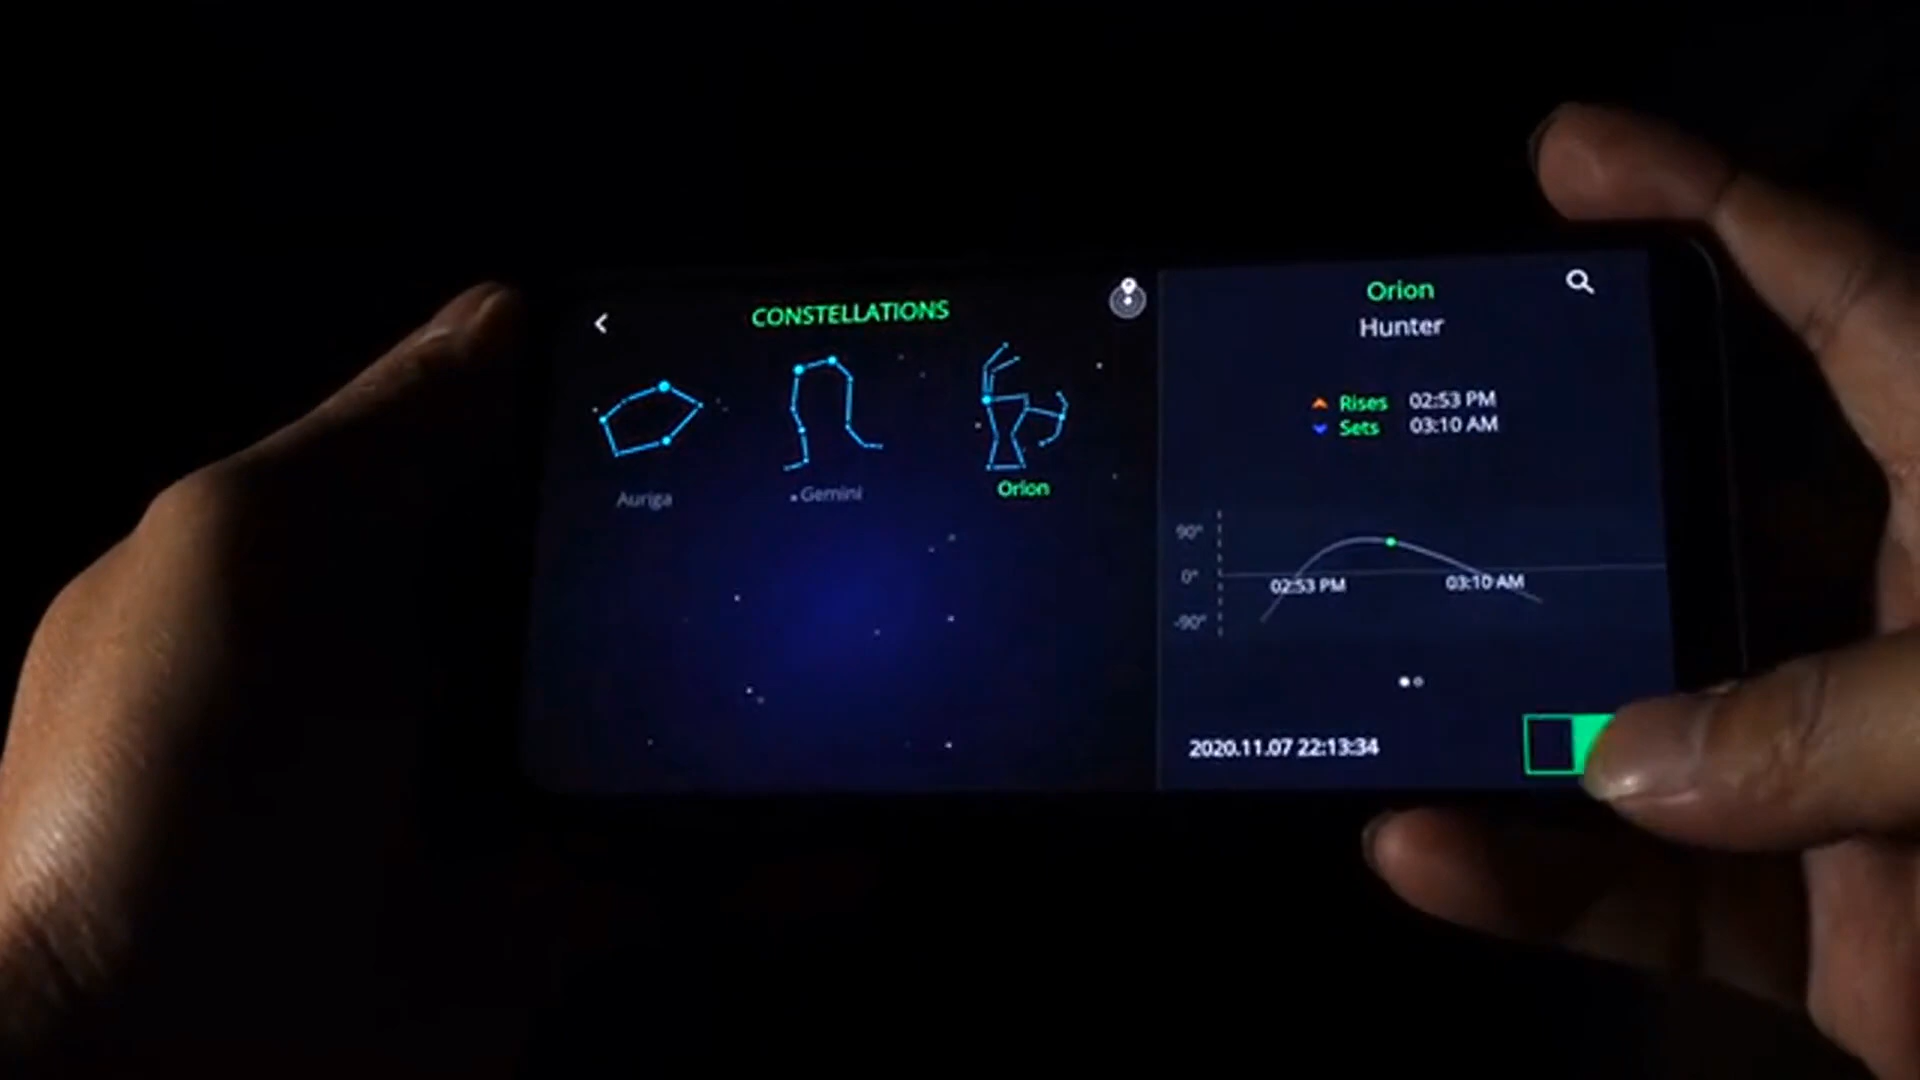 CONSTELLATIONS
Auriga
Gemini
Orion
Orion
Hunter
Rises 02:53 PM
Sets 03:10 AM
90°
0°
-90°
02:53 PM
03:10 AM
2020.11.07 22:13:34